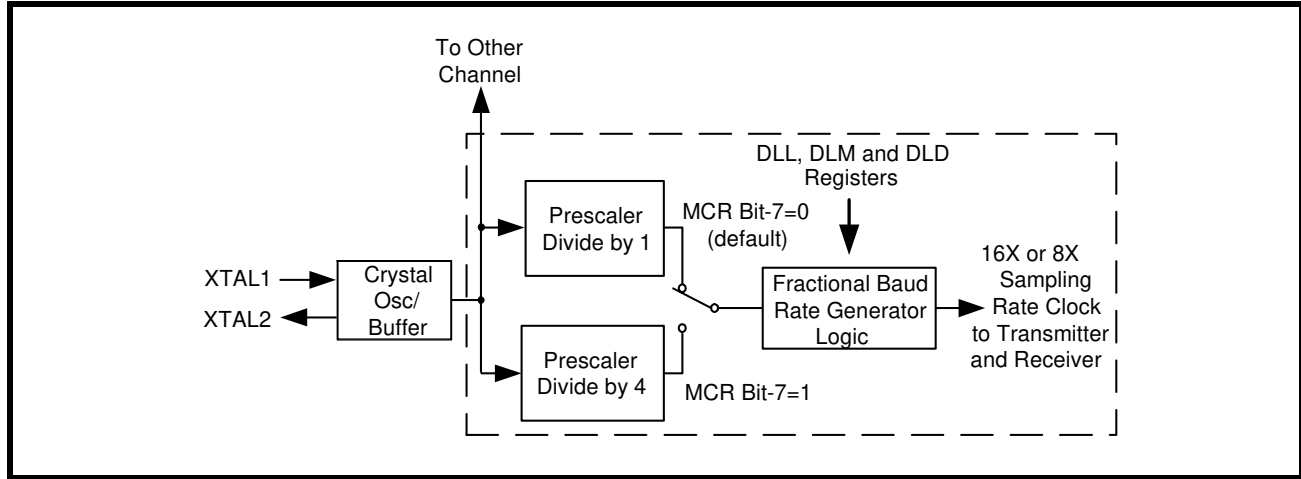 To Other
Channel
DLL, DLM and DLD
Registers
Prescaler
Divide by 1
MCR Bit-7=0
(default)
XTAL1
XTAL2
Crystal
Osc/
Buffer
Fractional Baud
Rate Generator
Logic
16X or 8X
Sampling
Rate Clock
to Transmitter
and Receiver
Prescaler
Divide by 4
MCR Bit-7=1